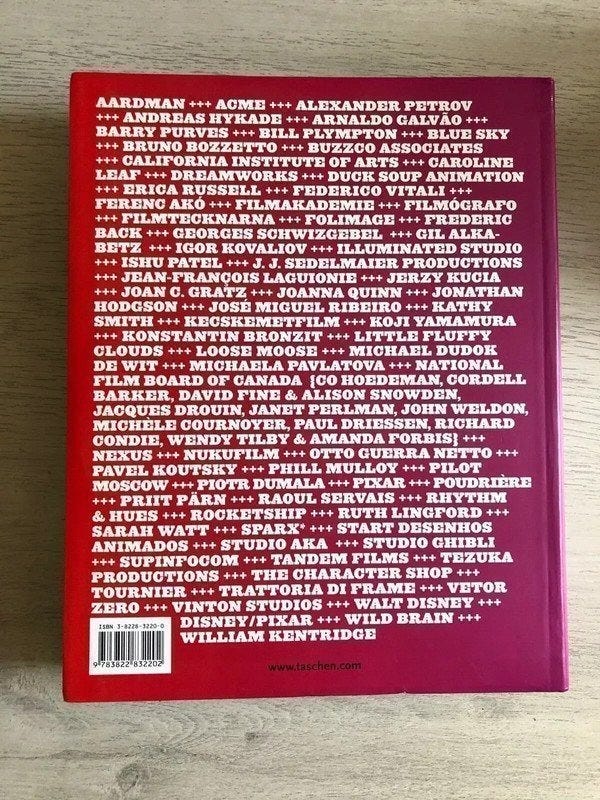 AARDMAN +++ ACME +++ ALEXANDER PETROV
+++ ANDREAS HYKADE +++ ARNALDO GALVÃO +++
BARRY PURVES +++ BILL PLYMPTON +++ BLUE SKY
+++ BRUNO BOZZETTO +++ BUZZCO ASSOCIATES
+++ CALIFORNIA INSTITUTE OF ARTS +++ CAROLINE
LEAF +++ DREAMWORKS +++ DUCK SOUP ANIMATION
+++ ERICA RUSSELL +++ FEDERICO VITALI +++
FERENC AKÓ +++ FILMAKADEMIE +++ FILMÓGRAFO
+++ FILMTECKNARNA +++ FOLIMAGE +++ FREDERIC
BACK +++ GEORGES SCHWIZGEBEL +++ GIL ALKA-
BETZ +++ IGOR KOVALIOV +++ ILLUMINATED STUDIO
+++ ISHU PATEL +++ J. J. SEDELMAIER PRODUCTIONS
+++ JEAN-FRANÇOIS LAGUIONIE +++ JERZY KUCIA
+++ JOAN C. GRATZ +++ JOANNA QUINN +++ JONATHAN
HODGSON +++ JOSÉ MIGUEL RIBEIRO +++ KATHY
SMITH +++ KECSKEMETFILM +++ KOJI YAMAMURA
+++ KONSTANTIN BRONZIT +++ LITTLE FLUFFY
CLOUDS +++ LOOSE MOOSE +++ MICHAEL DUDOK
DE WIT +++ MICHAELA PAVLATOVA +++ NATIONAL
FILM BOARD OF CANADA {CO HOEDEMAN, CORDELL
BARKER, DAVID FINE & ALISON SNOWDEN,
JACQUES DROUIN, JANET PERLMAN, JOHN WELDON,
MICHÈLE COURNOYER, PAUL DRIESSEN, RICHARD
CONDIE, WENDY TILBY & AMANDA FORBIS} +++
NEXUS +++ NUKUFILM +++ OTTO GUERRA NETTO +++
PAVEL KOUTSKY +++ PHILL MULLOY +++ PILOT
MOSCOW +++ PIOTR DUMALA +++ PIXAR +++ POUDRIÈRE
+++ PRIIT PÄRN +++ RAOUL SERVAIS +++ RHYTHM
& HUES +++ ROCKETSHIP +++ RUTH LINGFORD +++
SARAH WATT +++ SPARX* +++ START DESENHOS
ANIMADOS +++ STUDIO AKA +++ STUDIO GHIBLI
+++ SUPINFOCOM +++ TANDEM FILMS +++ TEZUKA
PRODUCTIONS +++ THE CHARACTER SHOP +++
TOURNIER +++ TRATTORIA DI FRAME +++ VETOR
ZERO +++ VINTON STUDIOS +++ WALT DISNEY +++
DISNEY/PIXAR +++ WILD BRAIN +++
WILLIAM KENTRIDGE
ISBN 3-8228-3220-0
9 783822 832202
www.taschen.com